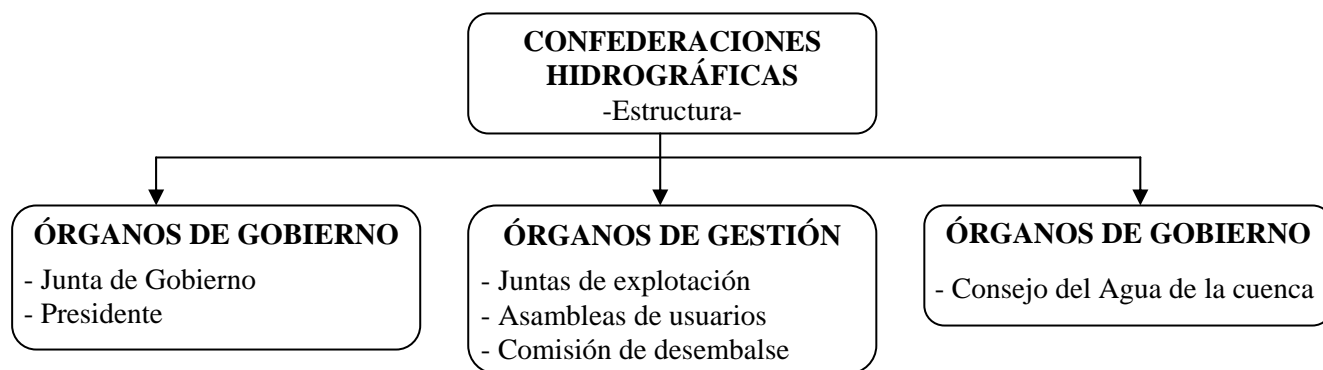 CONFEDERACIONES
HIDROGRÁFICAS
-Estructura-
ÓRGANOS DE GOBIERNO
- Junta de Gobierno
- Presidente
ÓRGANOS DE GESTIÓN
- Juntas de explotación
- Asambleas de usuarios
- Comisión de desembalse
ÓRGANOS DE GOBIERNO
- Consejo del Agua de la cuenca